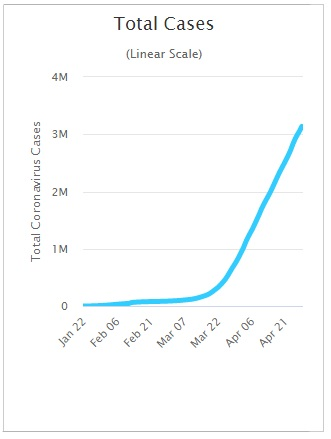 Total Cases
(Linear Scale)
Total Coronavirus Cases
4M
3M
2M
1M
0
Jan 22
Feb 06
Feb 21
Mar 07
Mar 22
Apr 06
Apr 21